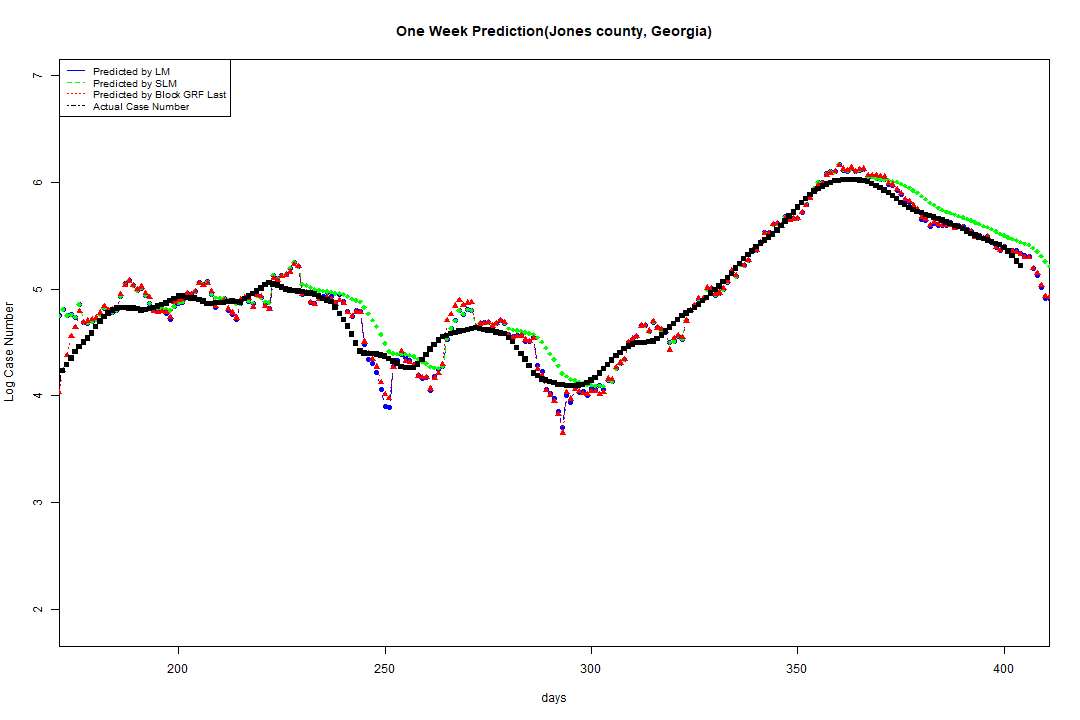 One Week Prediction(Jones county, Georgia)
Predicted by LM
Predicted by SLM
Predicted by Block GRF Last
Actual Case Number
7
6
5
4
3
2
Log Case Number
200
250
300
350
400
days